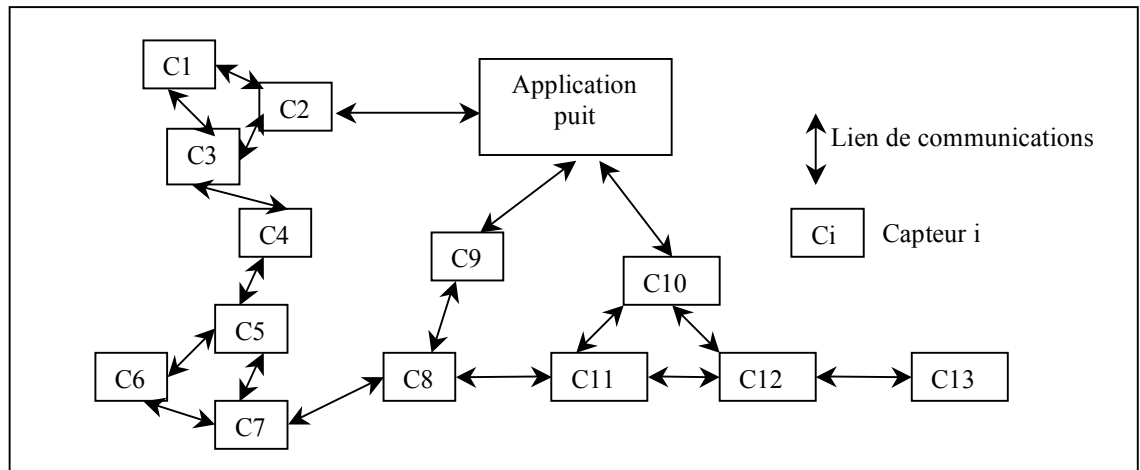 C1
C2
Application
puit
Lien de communications
C3
C4
Ci
Capteur i
C9
C10
C5
C6
C8
C11
C12
C13
C7